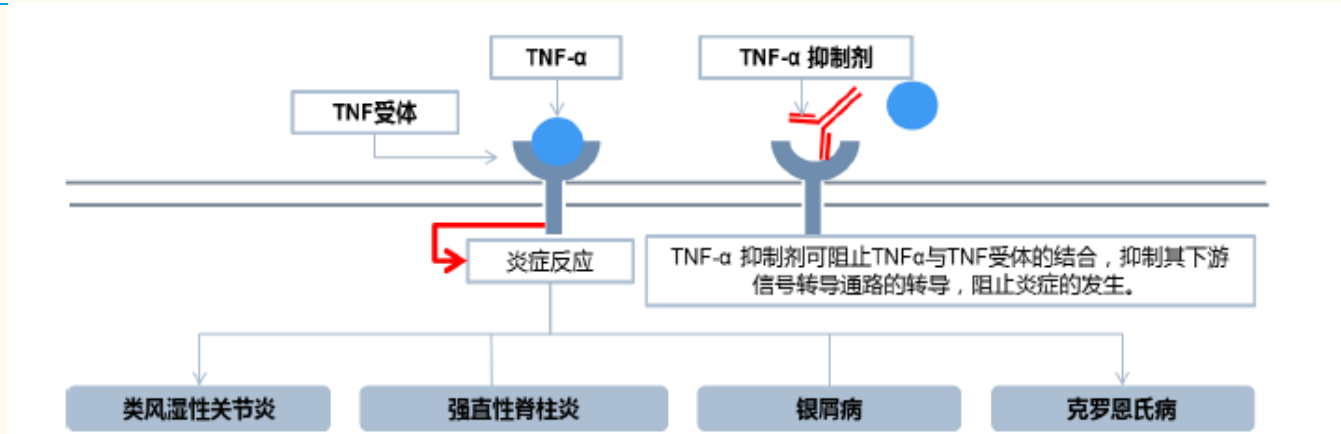 TNF-α
TNF-α 抑制剂
TNF受体
炎症反应
TNF-α 抑制剂可阻止TNFα与TNF受体的结合，抑制其下游
信号转导通路的转导，阻止炎症的发生。
类风湿性关节炎
强直性脊柱炎
银屑病
克罗恩氏病